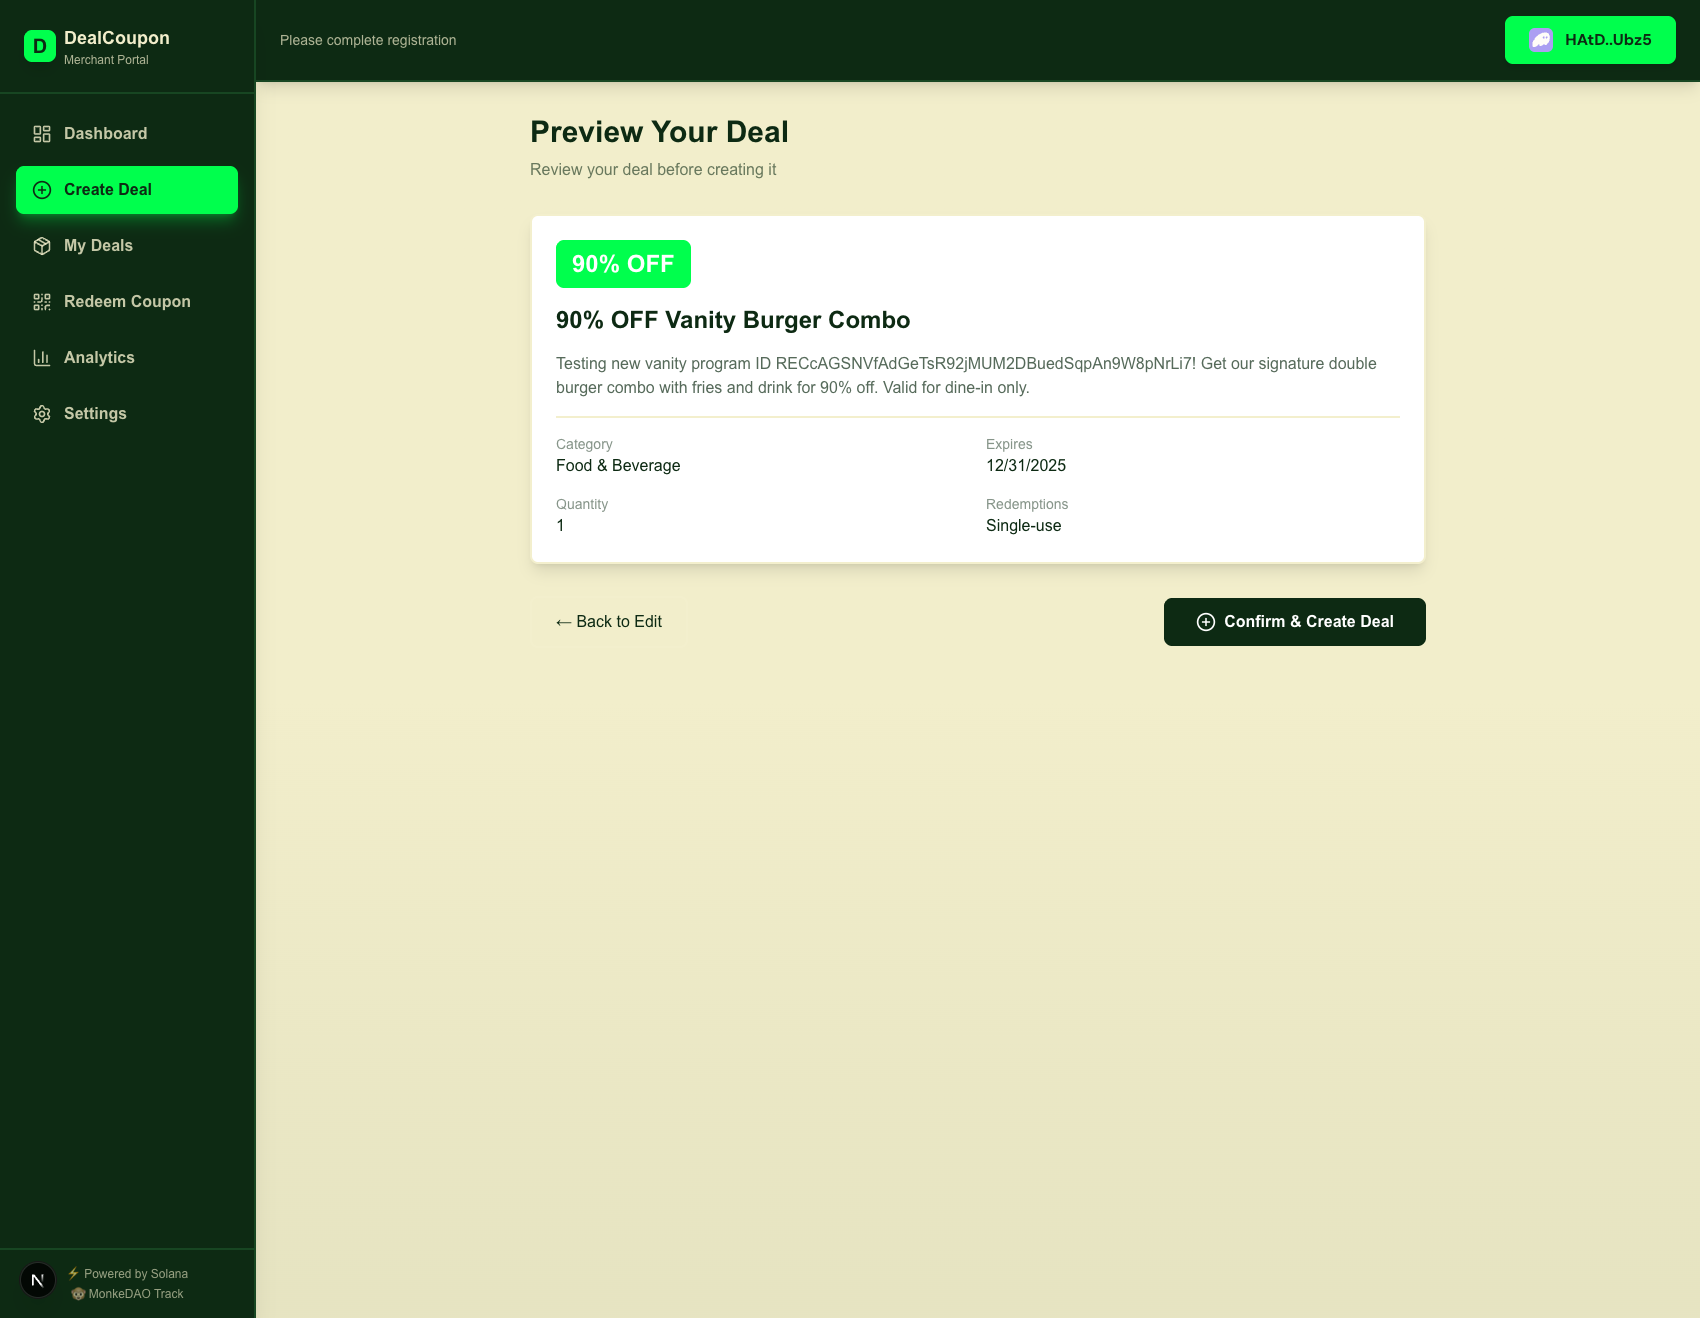 D
DealCoupon
Merchant Portal
Dashboard
Create Deal
My Deals
Redeem Coupon
Analytics
Settings
N
⚡ Powered by Solana
🐵 MonkeDAO Track
Please complete registration
HAtD..Ubz5
Preview Your Deal
Review your deal before creating it
90% OFF
90% OFF Vanity Burger Combo
Testing new vanity program ID RECcAGSNVfAdGeTsR92jMUM2DBuedSqpAn9W8pNrLi7! Get our signature double
burger combo with fries and drink for 90% off. Valid for dine-in only.
Category
Food & Beverage
Expires
12/31/2025
Quantity
1
Redemptions
Single-use
← Back to Edit
Confirm & Create Deal